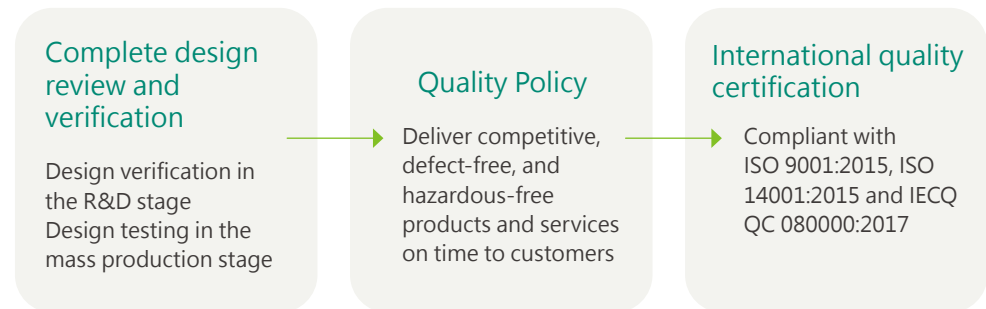 Complete design
review and
verification
Design verification in
the R&D stage
Design testing in the
mass production stage
Quality Policy
Deliver competitive,
defect-free, and
hazardous-free
products and services
on time to customers
International quality
certification
Compliant with
ISO 9001:2015, ISO
14001:2015 and IECQ
QC 080000:2017